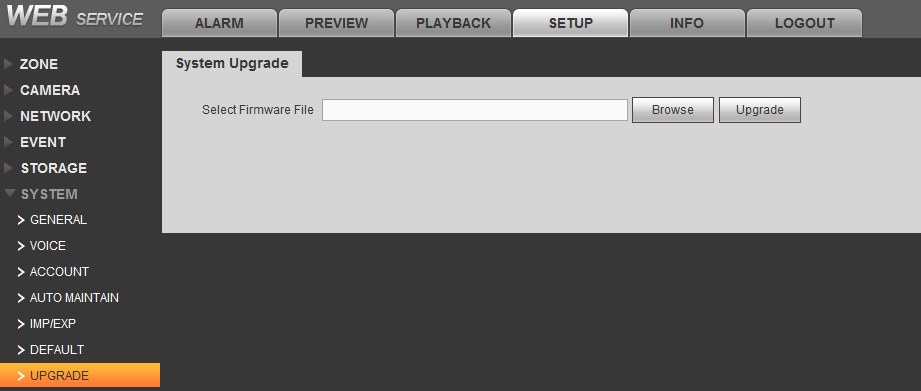 WEB SERVICE
ALARM PREVIEW PLAYBACK SETUP INFO LOGOUT
ZONE
CAMERA
NETWORK
EVENT
STORAGE
SYSTEM
GENERAL
VOICE
ACCOUNT
AUTO MAINTAIN
IMP/EXP
DEFAULT
UPGRADE
System Upgrade
Select Firmware File Browse Upgrade